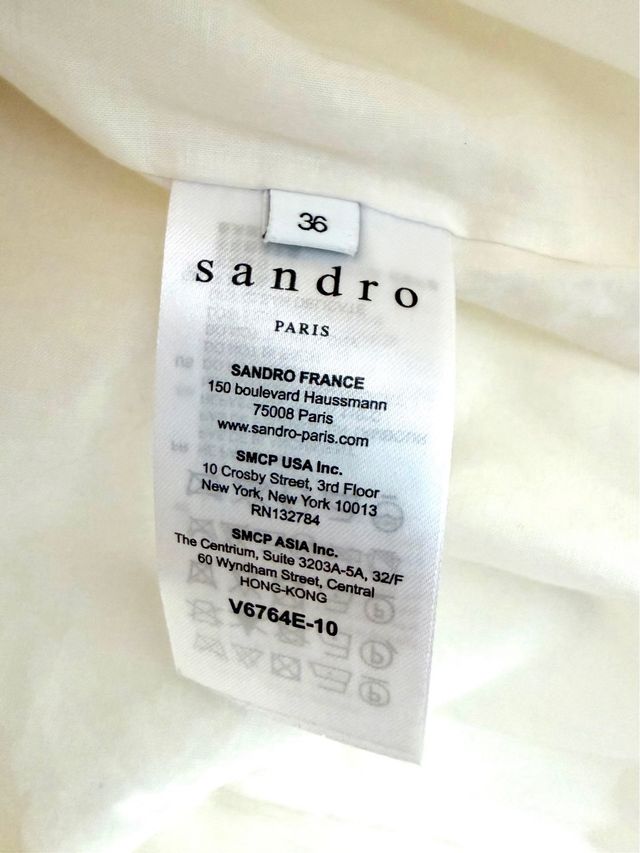 36
sandro
PARIS
SANDRO FRANCE
150 boulevard Haussmann
75008 Paris
www.sandro-paris.com
SMCP USA Inc.
10 Crosby Street, 3rd Floor
New York, New York 10013
RN132784
SMCP ASIA Inc.
The Centrium, Suite 3203A-5A, 32/F
60 Wyndham Street, Central
HONG-KONG
V6764E-10